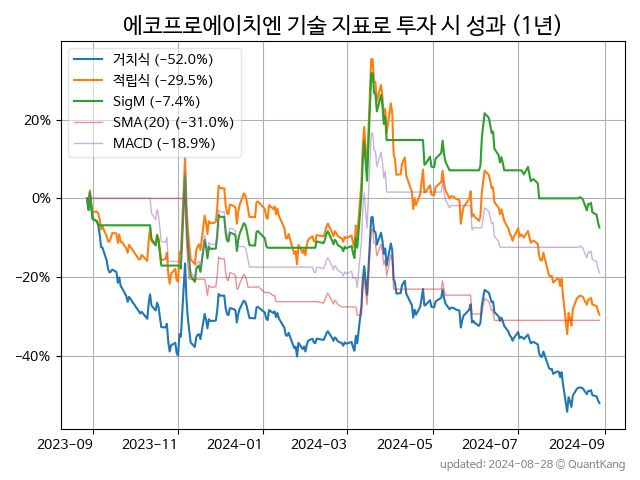 에코프로에이치엔 기술 지표로 투자 시 성과 (1년)
거치식 (−52.0%)
적립식 (−29.5%)
SigM (−7.4%)
SMA(20) (−31.0%)
MACD (−18.9%)
20%
0%
−20%
−40%
2023-09 2023-11 2024-01 2024-03 2024-05 2024-07 2024-09
updated: 2024-08-28 © QuantKang